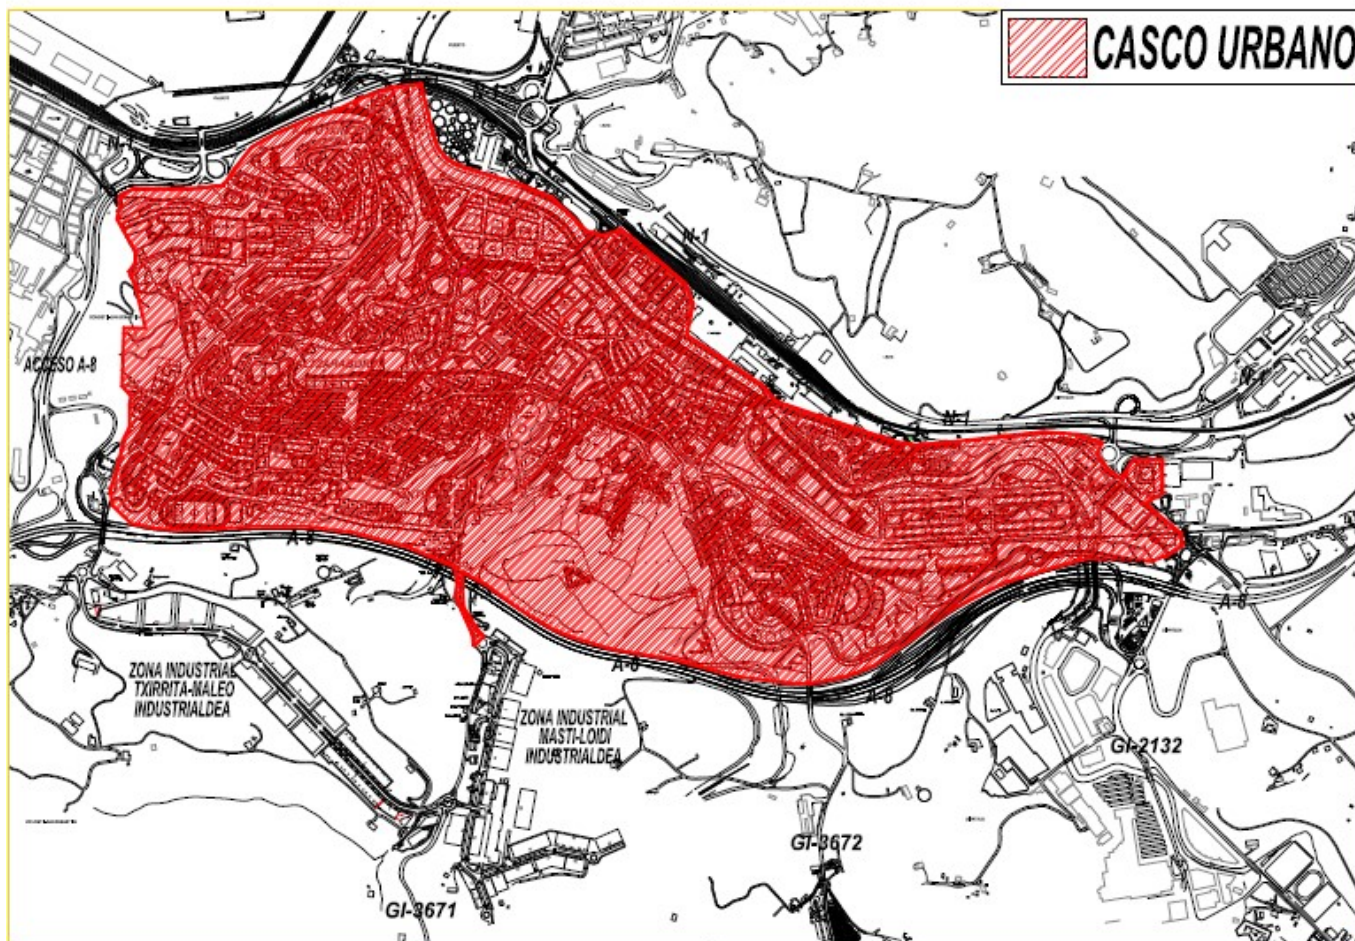 CASCO URBANO
N-1
ACCESO A-8
N-1
N-1
A-8
A-8
A-8
A-8
ZONA INDUSTRIAL
TXIRRITA-MALEO
INDUSTRIALDEA
ZONA INDUSTRIAL
MASTI-LOIDI
INDUSTRIALDEA
GI-2132
GI-3672
GI-3671